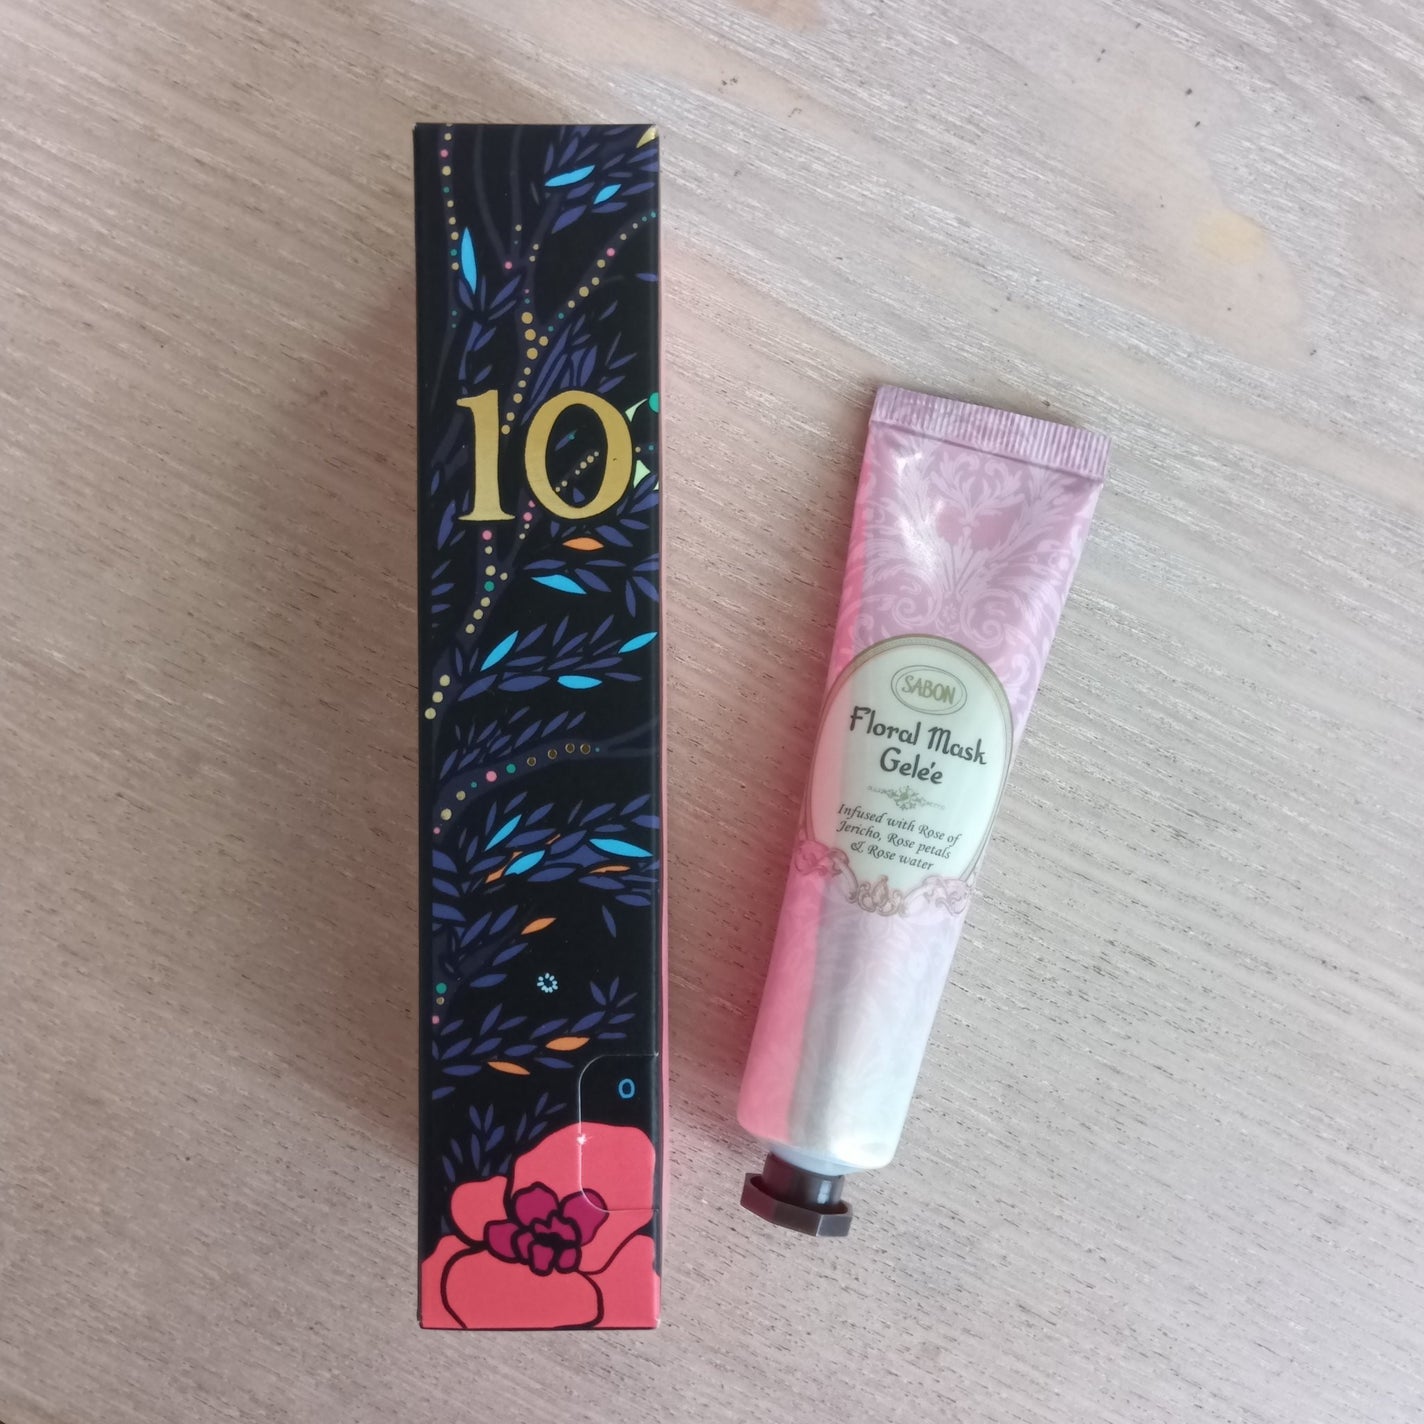 10
SABON
Floral Mask
Gele'e
Infused with Rose of
Jericho, Rose petals
& Rose water